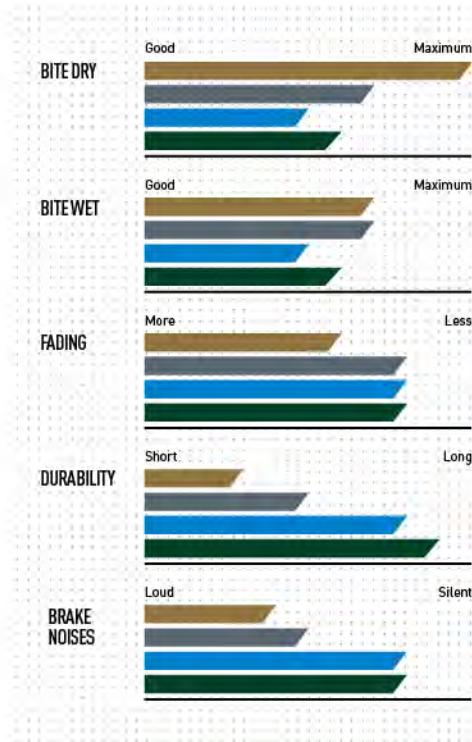 Good Maximum
BITE DRY
Good Maximum
BITE WET
More Less
FADING
Short Long
DURABILITY
Loud Silent
BRAKE
NOISES